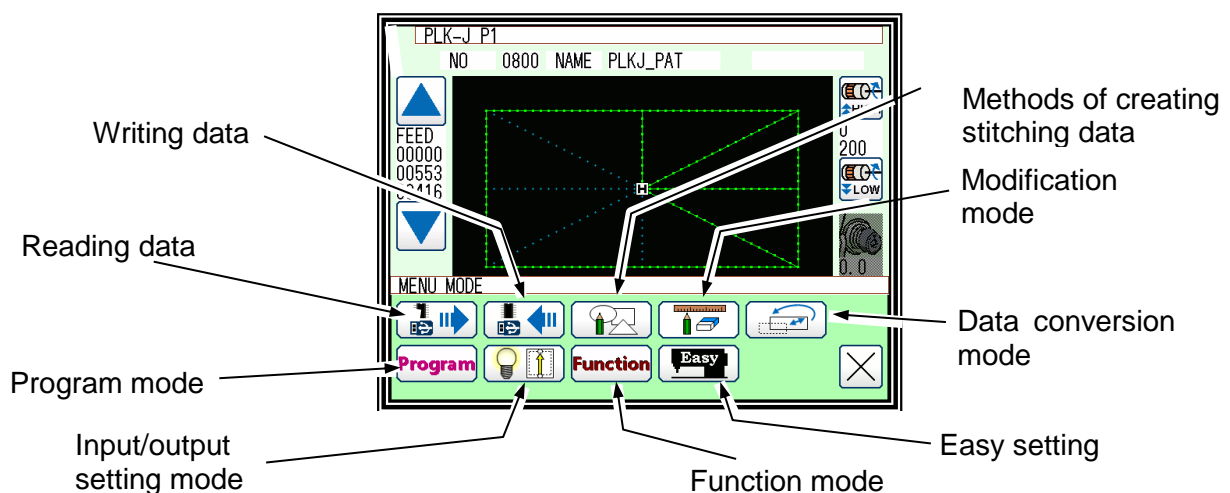 PLK-J P1
NO 0800 NAME PLKJ_PAT
Methods of creating
stitching data
Writing data
FEED
00000
00553
0
200
LOW
Modification
mode
Reading data
0.0
MENU MODE
Data conversion
mode
Program mode
Program
Function
Easy
Input/output
setting mode
Easy setting
Function mode